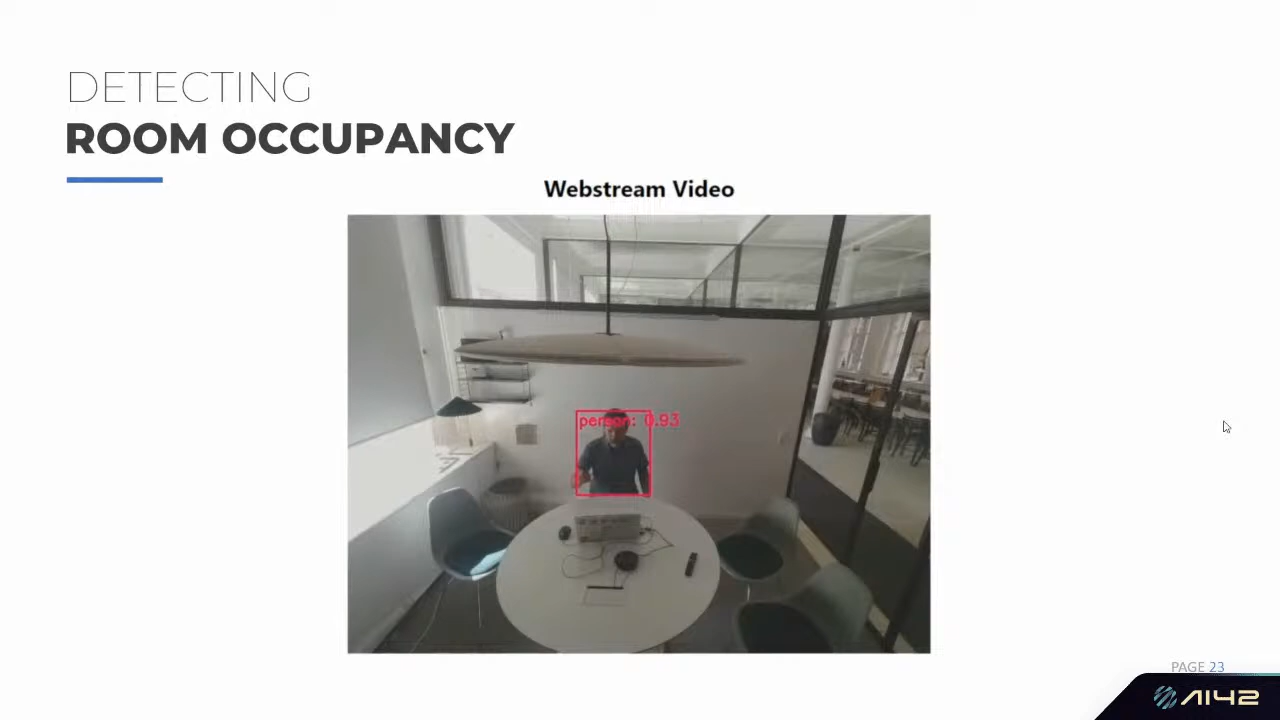 DETECTING
ROOM OCCUPANCY
Webstream Video
person: 0.93
PAGE 23
AI42